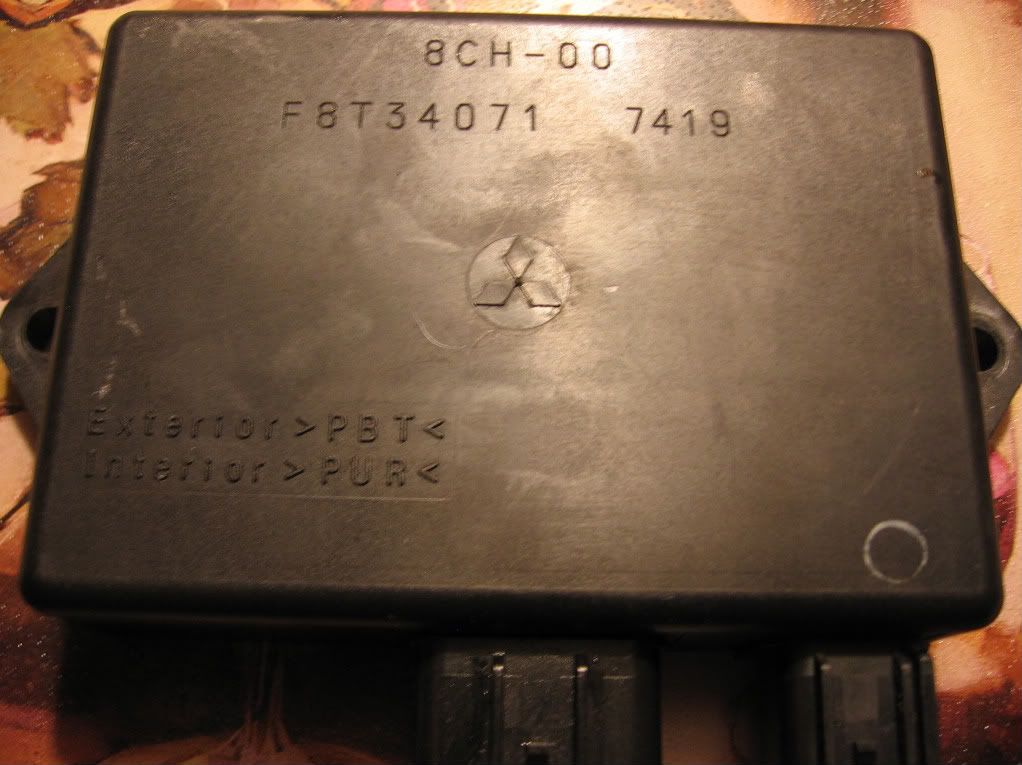 8CH-00
F8T34071 7419
Exterior>PBT<
Interior>PUR<